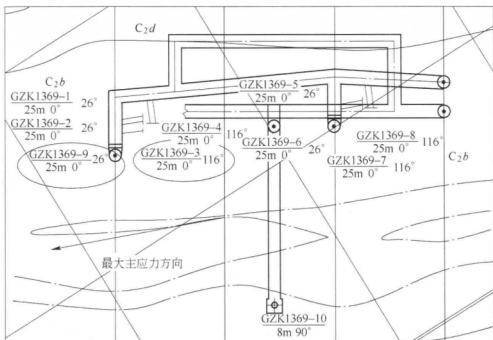 C₂d
C₂b
GZK1369-1
25m 0° 26°
GZK1369-2
25m 0° 26°
GZK1369-9 26°
25m 0°
GZK1369-4 116°
25m 0°
GZK1369-3 116°
25m 0°
GZK1369-5 26°
25m 0°
GZK1369-6 26°
25m 0°
GZK1369-8 116°
25m 0°
GZK1369-7 116°
25m 0°
C₂b
最大主应力方向
GZK1369-10
8m 90°